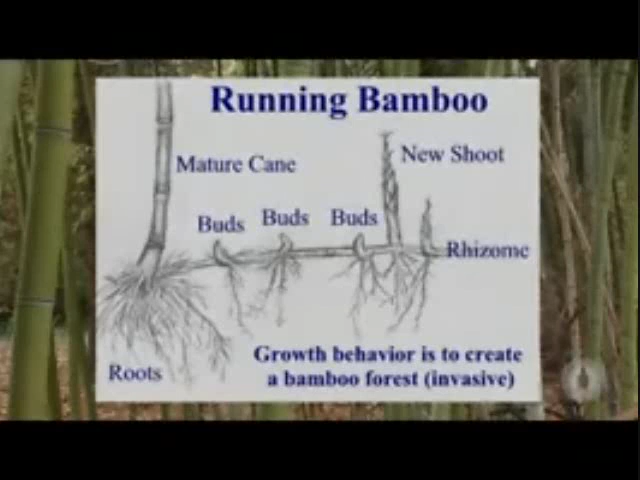 Running Bamboo
Mature Cane
New Shoot
Buds
Buds
Buds
Rhizome
Roots
Growth behavior is to create
a bamboo forest (invasive)